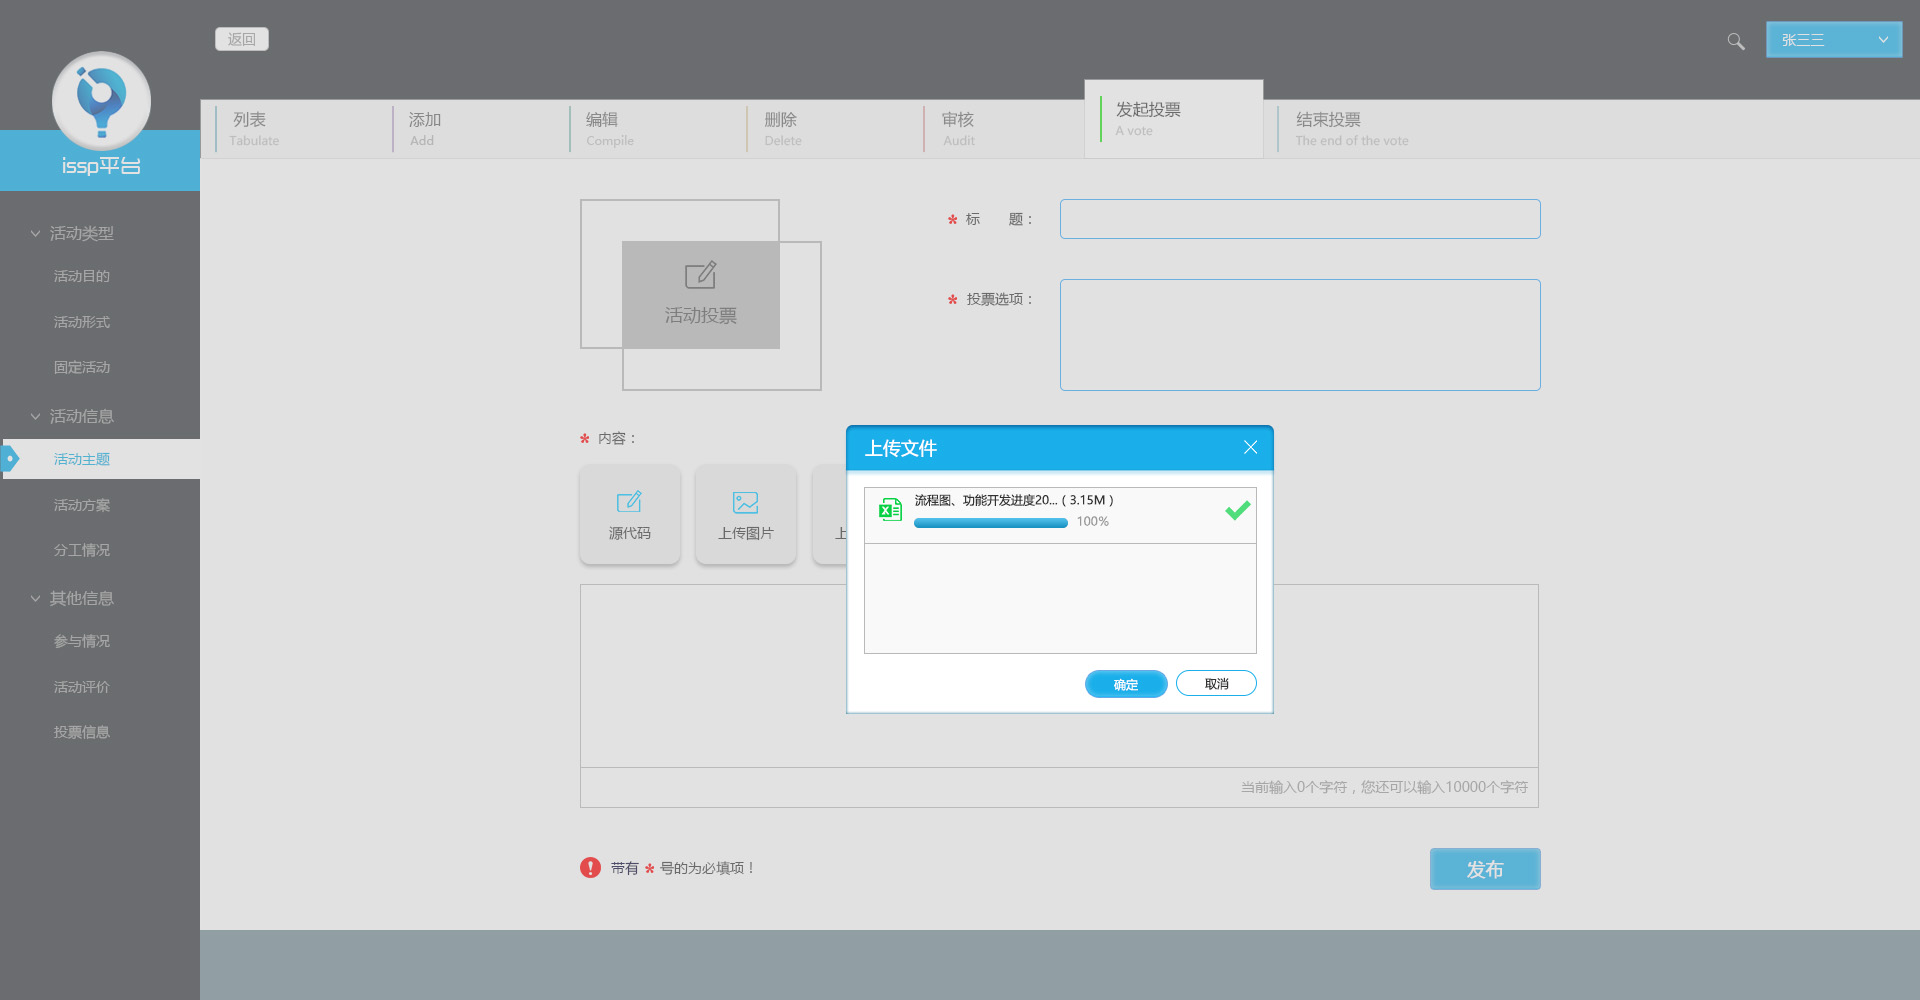 返回
张三三
issp平台
列表
Tabulate
添加
Add
编辑
Compile
删除
Delete
审核
Audit
发起投票
A vote
结束投票
The end of the vote
活动类型
活动目的
活动形式
固定活动
活动信息
活动主题
活动方案
分工情况
其他信息
参与情况
活动评价
投票信息
活动投票
* 标 题：
* 投票选项：
* 内容：
源代码
上传图片
上
上传文件
流程图、功能开发进度20...（3.15M）
100%
确定
取消
当前输入0个字符，您还可以输入10000个字符
带有 * 号的为必填项！
发布